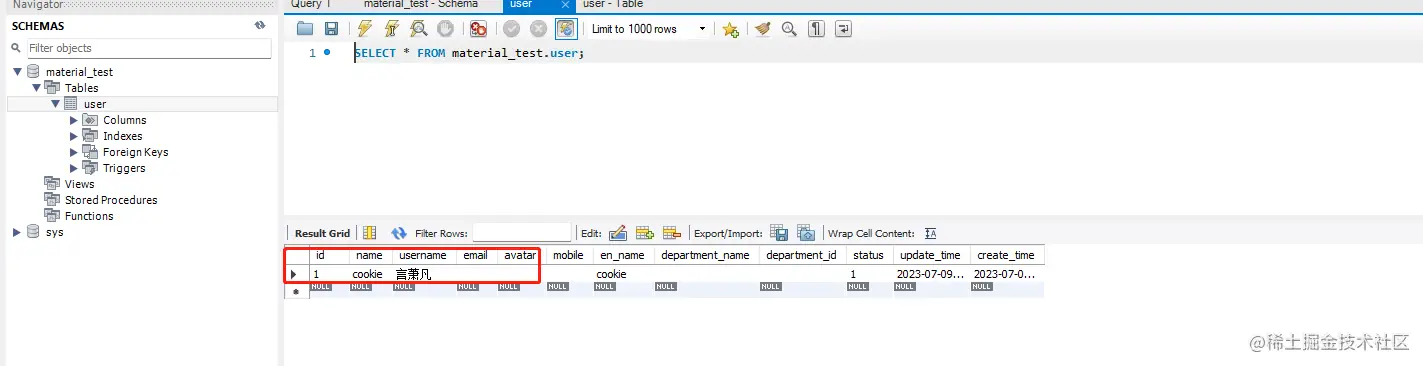 Navigator
Query 1 material_test - Schema user user - Table
SCHEMAS
Filter objects
material_test
Tables
user
Columns
Indexes
Foreign Keys
Triggers
Views
Stored Procedures
Functions
sys
Limit to 1000 rows
1 SELECT * FROM material_test.user;
Result Grid Filter Rows: Edit: Export/Import: Wrap Cell Content:
id name username email avatar mobile en_name department_name department_id status update_time create_time
1 cookie 言萧凡 cookie 1 2023-07-09... 2023-07-0...
NULL NULL NULL NULL NULL NULL NULL NULL NULL NULL NULL NULL
@稀土掘金技术社区